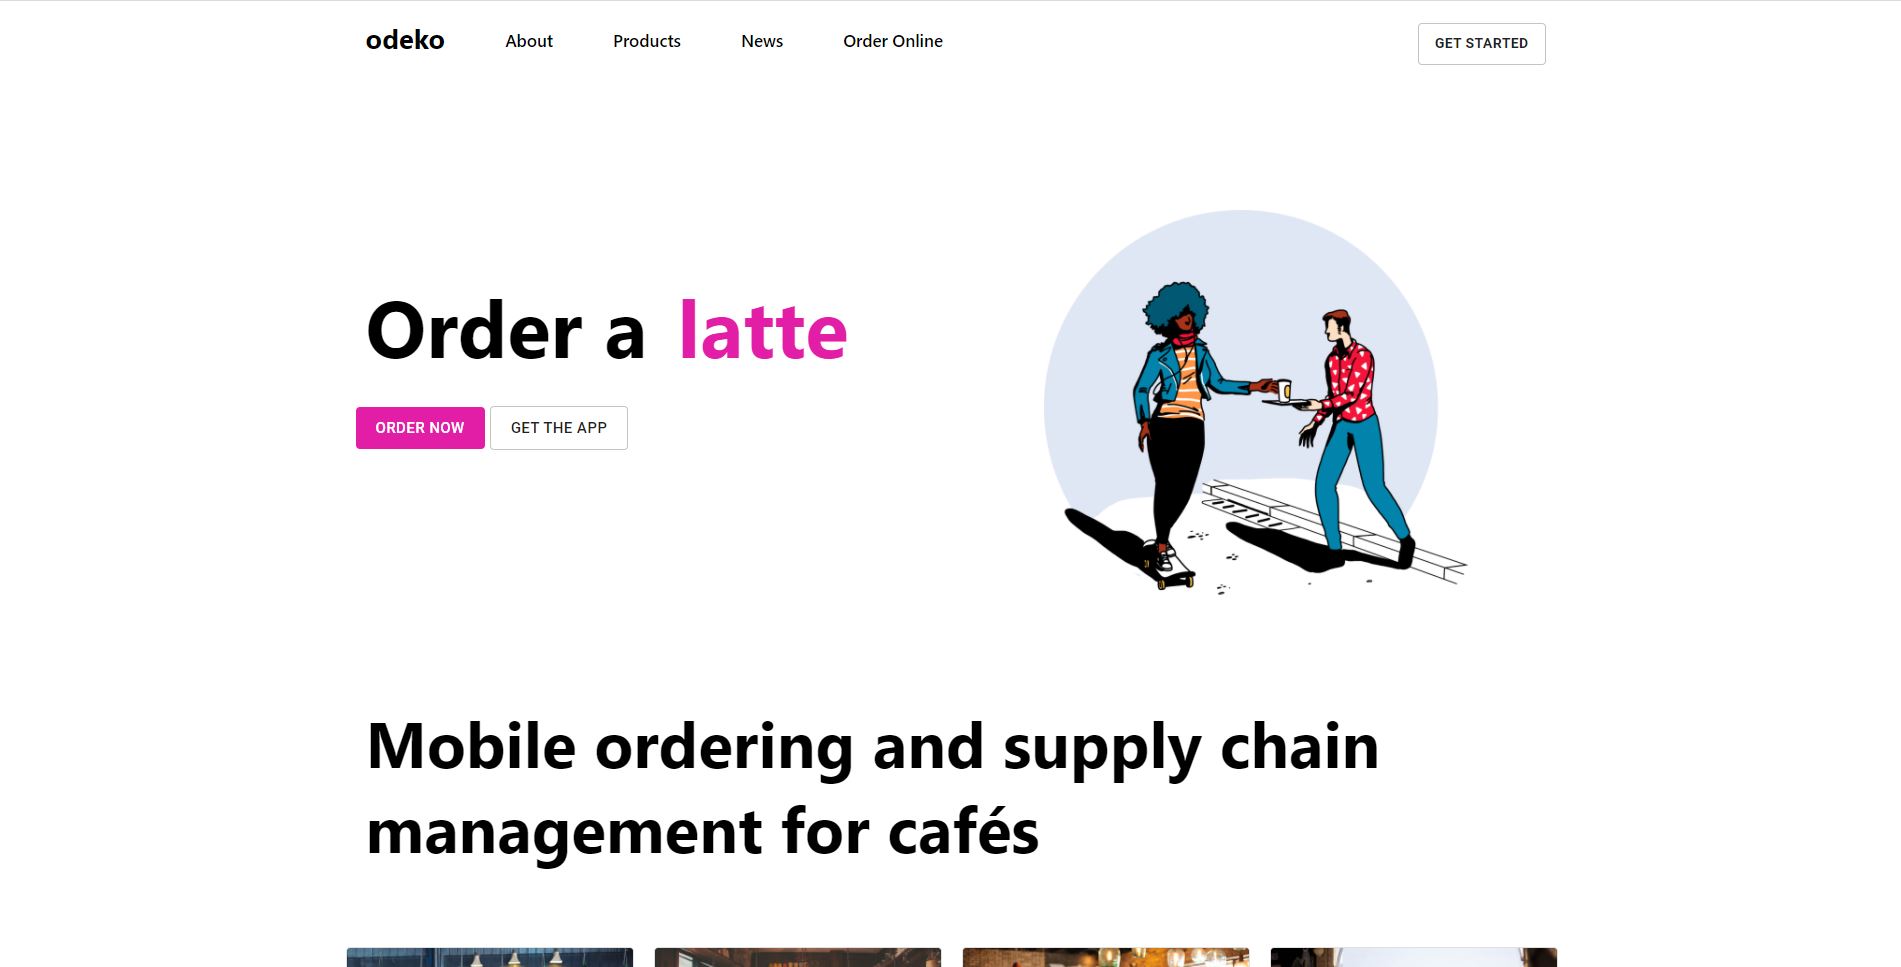 odeko About Products News Order Online GET STARTED
Order a latte
ORDER NOW GET THE APP
Mobile ordering and supply chain
management for cafés